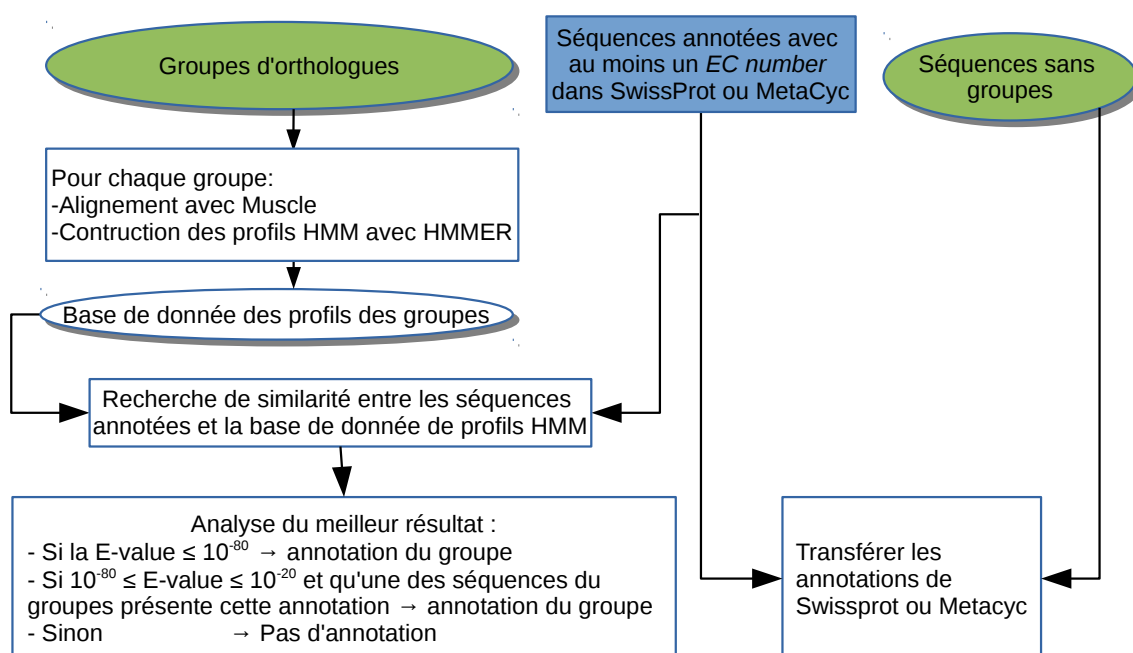 Groupes d'orthologues
Séquences annotées avec
au moins un EC number
dans SwissProt ou MetaCyc
Séquences sans
groupes
Pour chaque groupe:
-Alignement avec Muscle
-Contruction des profils HMM avec HMMER
Base de donnée des profils des groupes
Recherche de similarité entre les séquences
annotées et la base de donnée de profils HMM
Analyse du meilleur résultat :
- Si la E-value ≤ 10⁻⁸⁰ → annotation du groupe
- Si 10⁻⁸⁰ ≤ E-value ≤ 10⁻²⁰ et qu'une des séquences du
groupes présente cette annotation → annotation du groupe
- Sinon → Pas d'annotation
Transférer les
annotations de
Swissprot ou Metacyc